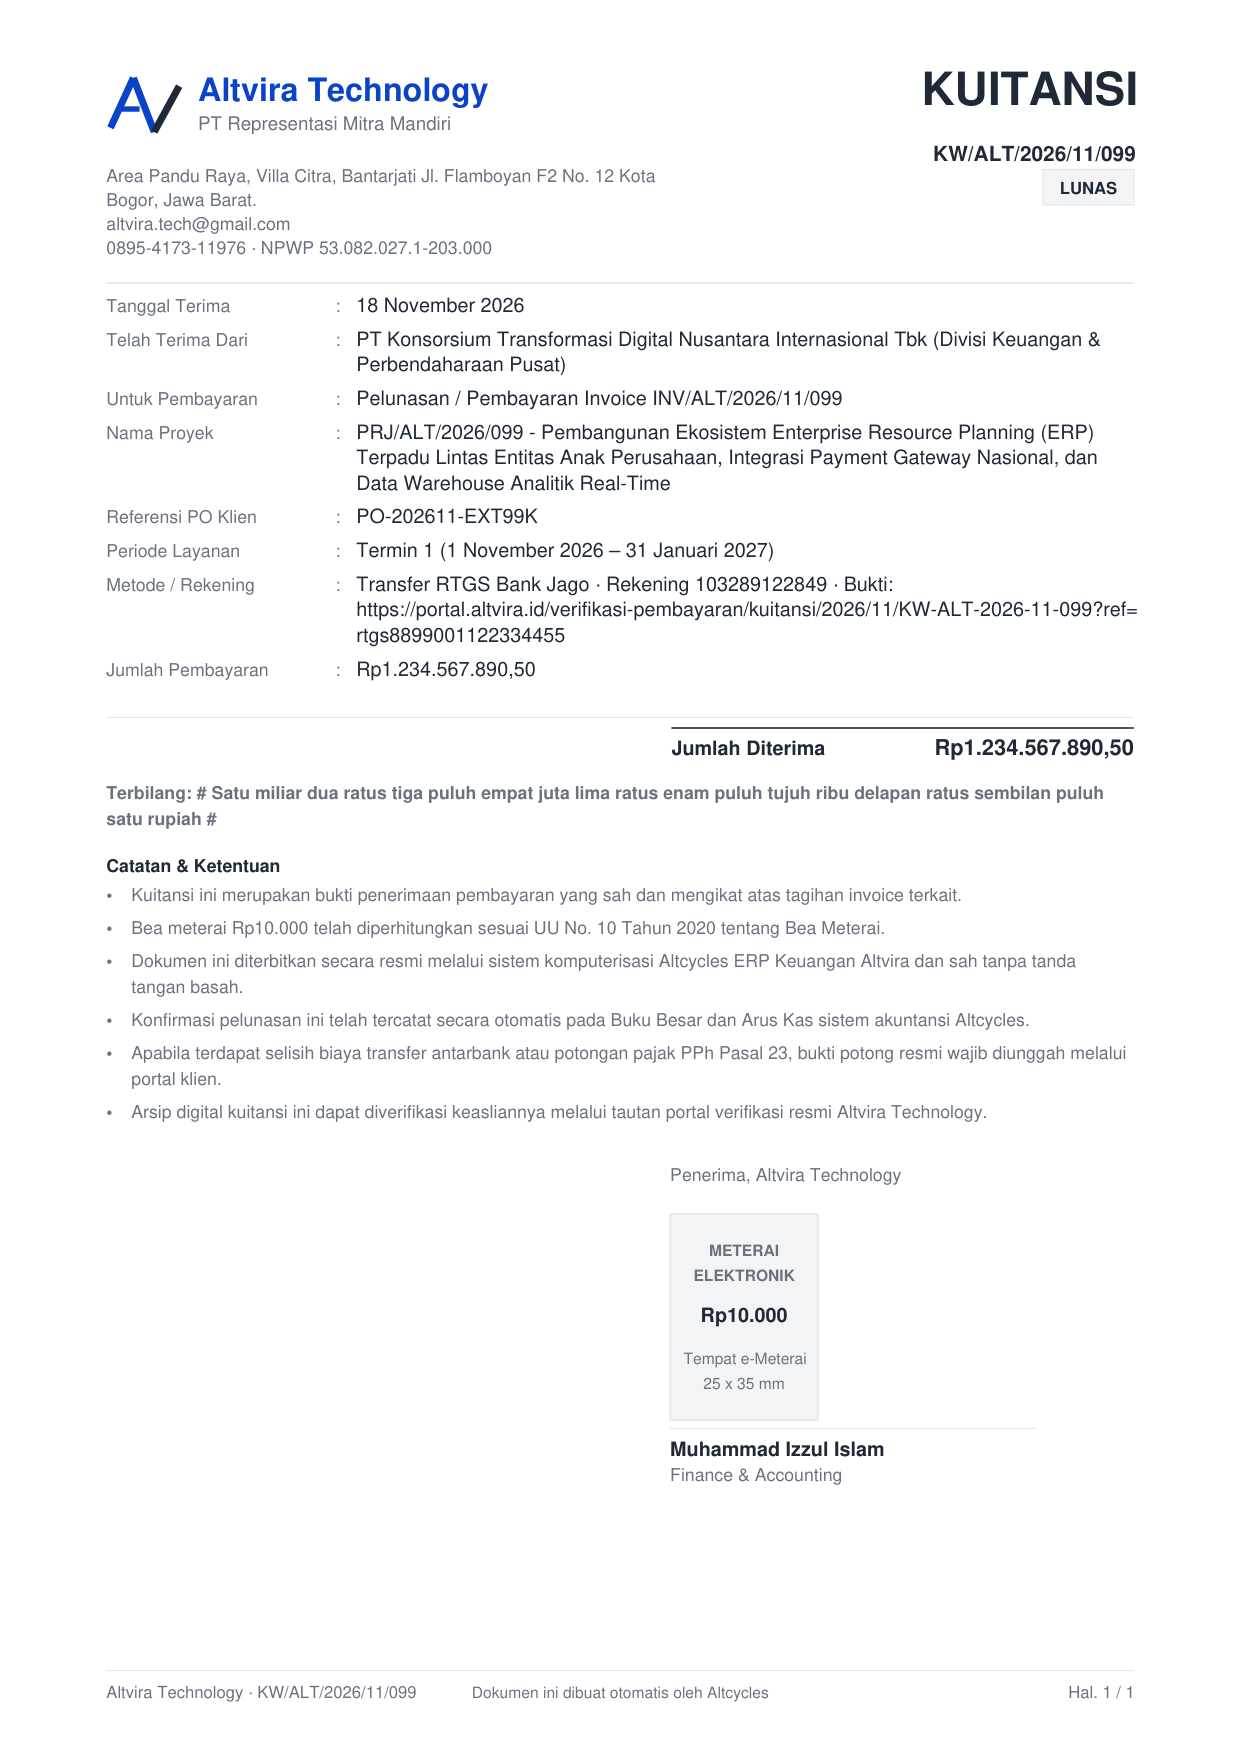 Altvira Technology
PT Representasi Mitra Mandiri
KUITANSI
KW/ALT/2026/11/099
LUNAS
Area Pandu Raya, Villa Citra, Bantarjati Jl. Flamboyan F2 No. 12 Kota
Bogor, Jawa Barat.
altvira.tech@gmail.com
0895-4173-11976 · NPWP 53.082.027.1-203.000
Tanggal Terima : 18 November 2026
Telah Terima Dari : PT Konsorsium Transformasi Digital Nusantara Internasional Tbk (Divisi Keuangan &
Perbendaharaan Pusat)
Untuk Pembayaran : Pelunasan / Pembayaran Invoice INV/ALT/2026/11/099
Nama Proyek : PRJ/ALT/2026/099 - Pembangunan Ekosistem Enterprise Resource Planning (ERP)
Terpadu Lintas Entitas Anak Perusahaan, Integrasi Payment Gateway Nasional, dan
Data Warehouse Analitik Real-Time
Referensi PO Klien : PO-202611-EXT99K
Periode Layanan : Termin 1 (1 November 2026 – 31 Januari 2027)
Metode / Rekening : Transfer RTGS Bank Jago · Rekening 103289122849 · Bukti:
https://portal.altvira.id/verifikasi-pembayaran/kuitansi/2026/11/KW-ALT-2026-11-099?ref=
rtgs8899001122334455
Jumlah Pembayaran : Rp1.234.567.890,50
Jumlah Diterima Rp1.234.567.890,50
Terbilang: # Satu miliar dua ratus tiga puluh empat juta lima ratus enam puluh tujuh ribu delapan ratus sembilan puluh
satu rupiah #
Catatan & Ketentuan
• Kuitansi ini merupakan bukti penerimaan pembayaran yang sah dan mengikat atas tagihan invoice terkait.
• Bea meterai Rp10.000 telah diperhitungkan sesuai UU No. 10 Tahun 2020 tentang Bea Meterai.
• Dokumen ini diterbitkan secara resmi melalui sistem komputerisasi Altcycles ERP Keuangan Altvira dan sah tanpa tanda
tangan basah.
• Konfirmasi pelunasan ini telah tercatat secara otomatis pada Buku Besar dan Arus Kas sistem akuntansi Altcycles.
• Apabila terdapat selisih biaya transfer antarbank atau potongan pajak PPh Pasal 23, bukti potong resmi wajib diunggah melalui
portal klien.
• Arsip digital kuitansi ini dapat diverifikasi keasliannya melalui tautan portal verifikasi resmi Altvira Technology.
Penerima, Altvira Technology
METERAI
ELEKTRONIK
Rp10.000
Tempat e-Meterai
25 x 35 mm
Muhammad Izzul Islam
Finance & Accounting
Altvira Technology · KW/ALT/2026/11/099 Dokumen ini dibuat otomatis oleh Altcycles Hal. 1 / 1